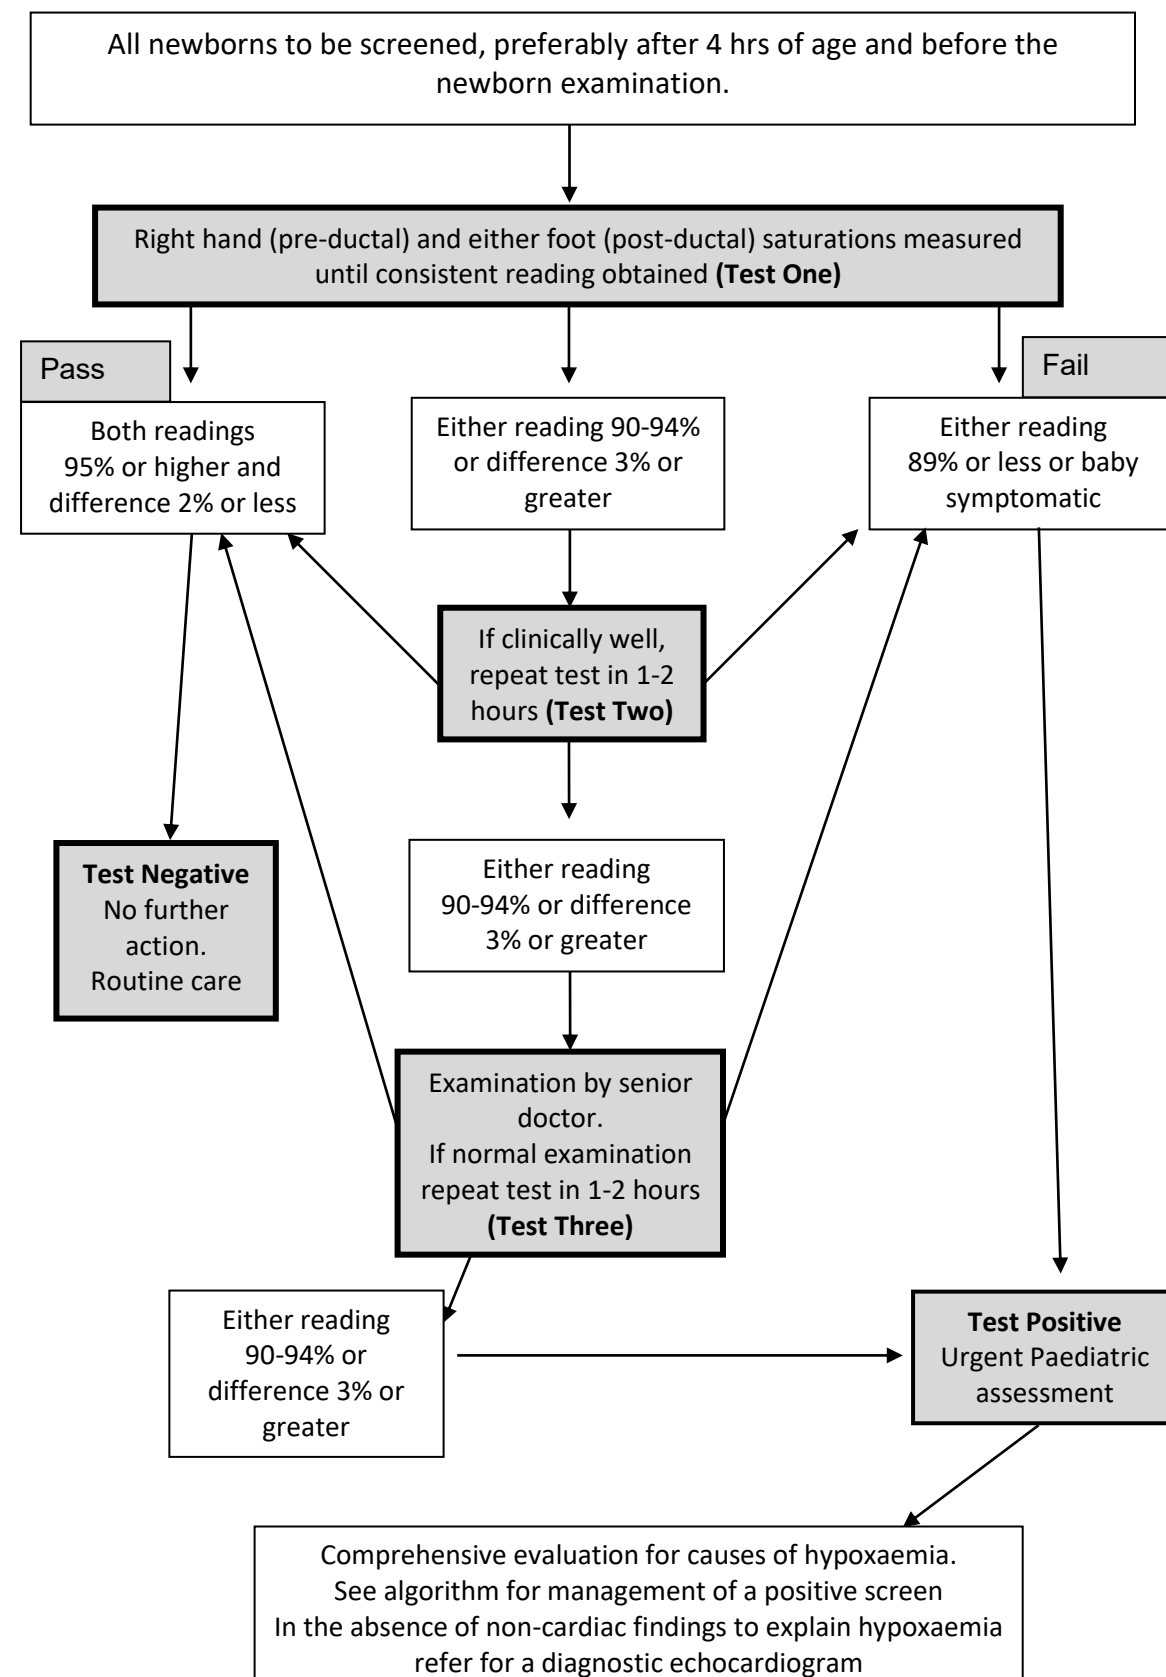 All newborns to be screened, preferably after 4 hrs of age and before the
newborn examination.
Right hand (pre-ductal) and either foot (post-ductal) saturations measured
until consistent reading obtained (Test One)
Pass
Both readings
95% or higher and
difference 2% or less
Either reading 90-94%
or difference 3% or
greater
Fail
Either reading
89% or less or baby
symptomatic
If clinically well,
repeat test in 1-2
hours (Test Two)
Test Negative
No further
action.
Routine care
Either reading
90-94% or difference
3% or greater
Examination by senior
doctor.
If normal examination
repeat test in 1-2 hours
(Test Three)
Either reading
90-94% or
difference 3% or
greater
Test Positive
Urgent Paediatric
assessment
Comprehensive evaluation for causes of hypoxaemia.
See algorithm for management of a positive screen
In the absence of non-cardiac findings to explain hypoxaemia
refer for a diagnostic echocardiogram